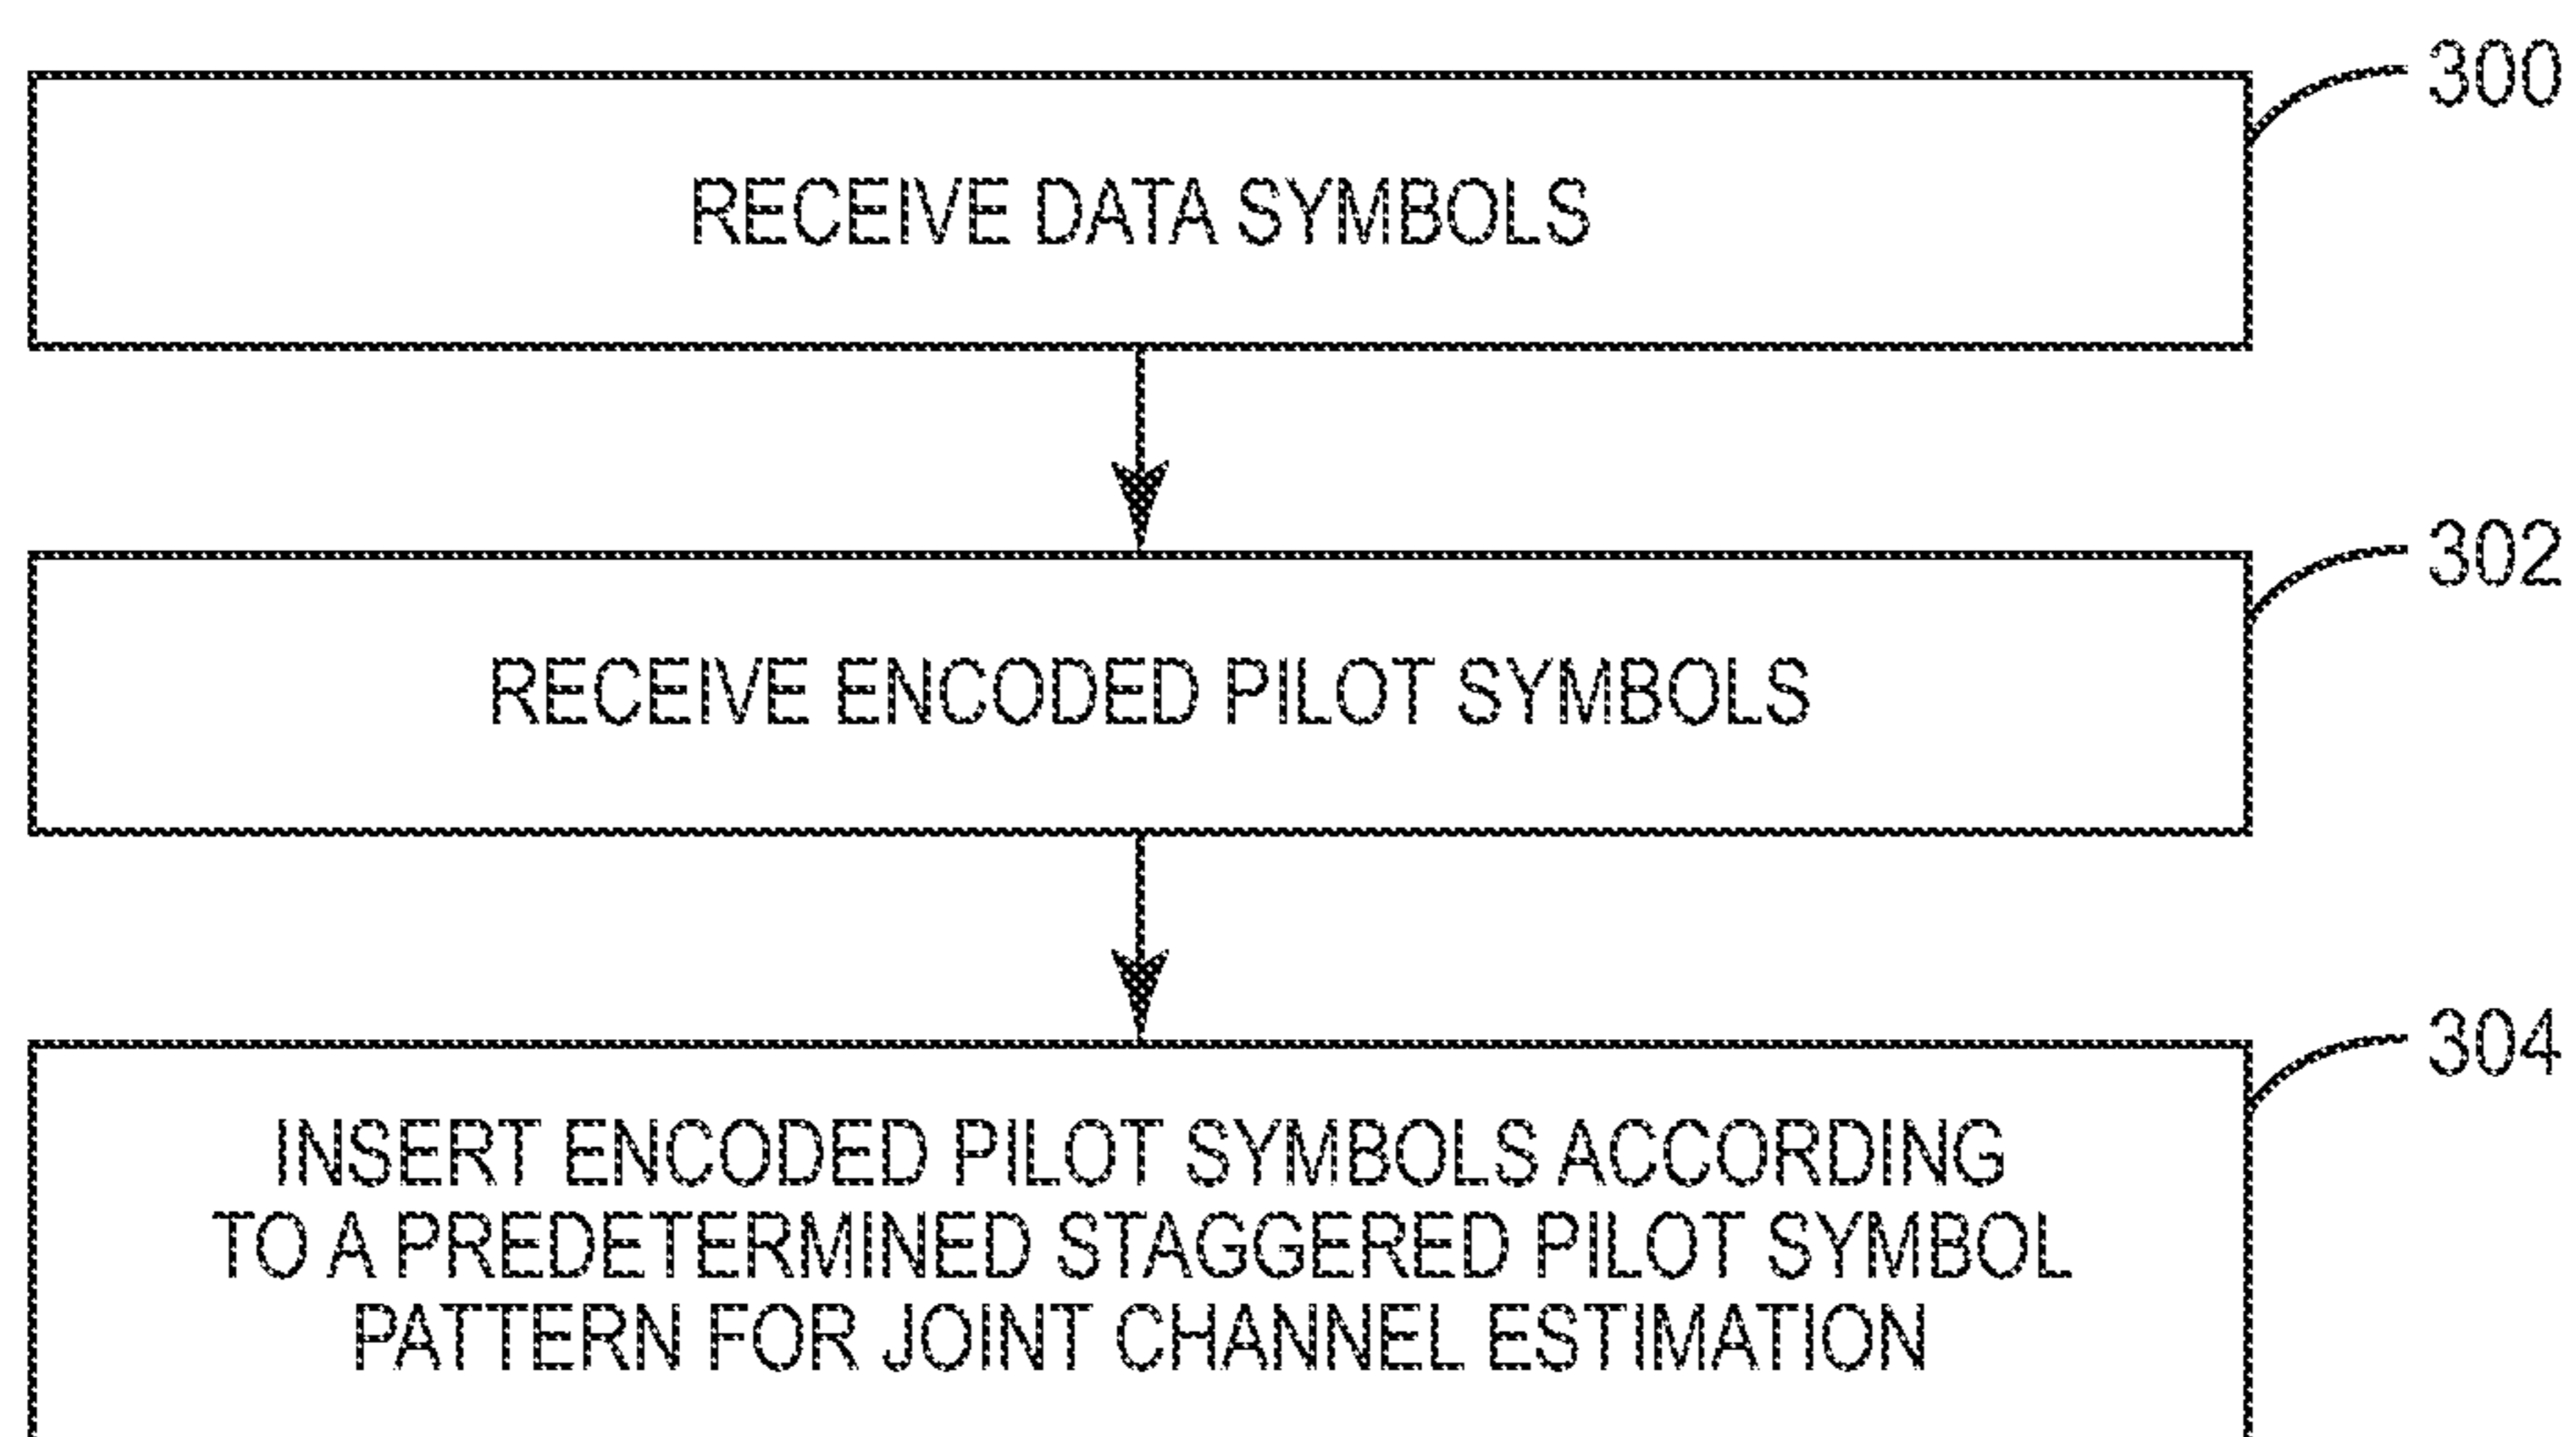 300
RECEIVE DATA SYMBOLS
302
RECEIVE ENCODED PILOT SYMBOLS
304
INSERT ENCODED PILOT SYMBOLS ACCORDING
TO A PREDETERMINED STAGGERED PILOT SYMBOL
PATTERN FOR JOINT CHANNEL ESTIMATION